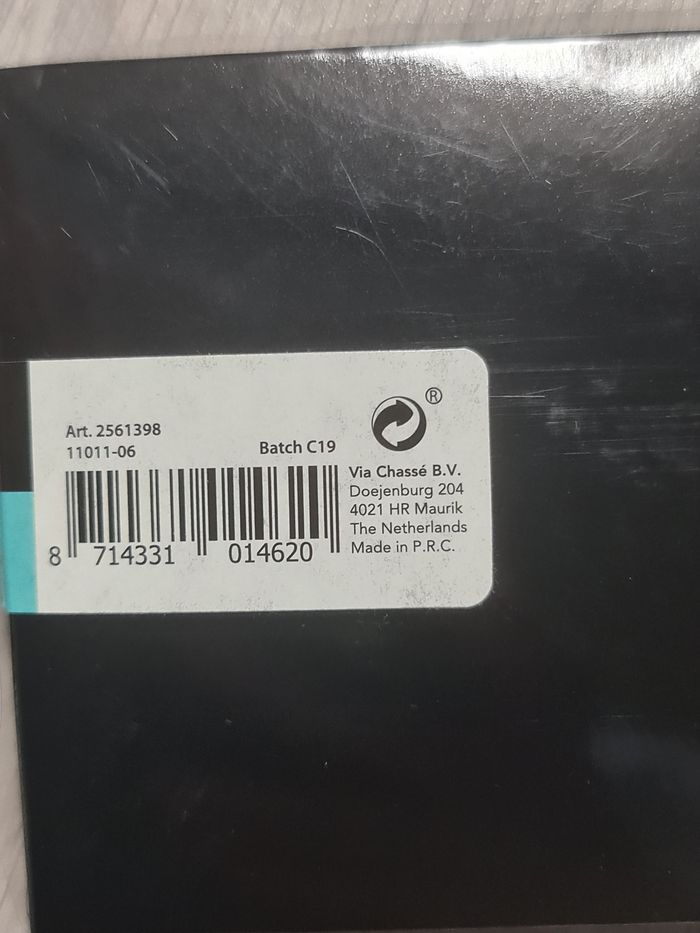 Art. 2561398
11011-06
Batch C19
8 714331 014620
®
Via Chassé B.V.
Doejenburg 204
4021 HR Maurik
The Netherlands
Made in P.R.C.